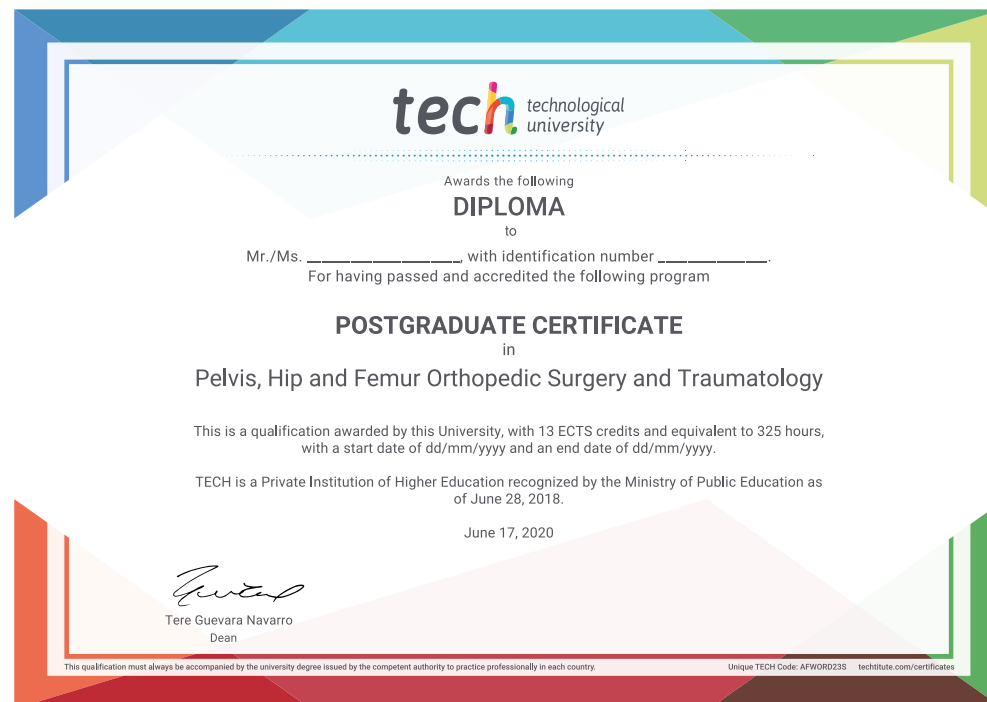 tech technological
university
Awards the following
DIPLOMA
to
Mr./Ms. ____________________, with identification number ______________.
For having passed and accredited the following program
POSTGRADUATE CERTIFICATE
in
Pelvis, Hip and Femur Orthopedic Surgery and Traumatology
This is a qualification awarded by this University, with 13 ECTS credits and equivalent to 325 hours,
with a start date of dd/mm/yyyy and an end date of dd/mm/yyyy.
TECH is a Private Institution of Higher Education recognized by the Ministry of Public Education as
of June 28, 2018.
June 17, 2020
Tere Guevara Navarro
Dean
This qualification must always be accompanied by the university degree issued by the competent authority to practice professionally in each country.
Unique TECH Code: AFWORD23S techtitute.com/certificates